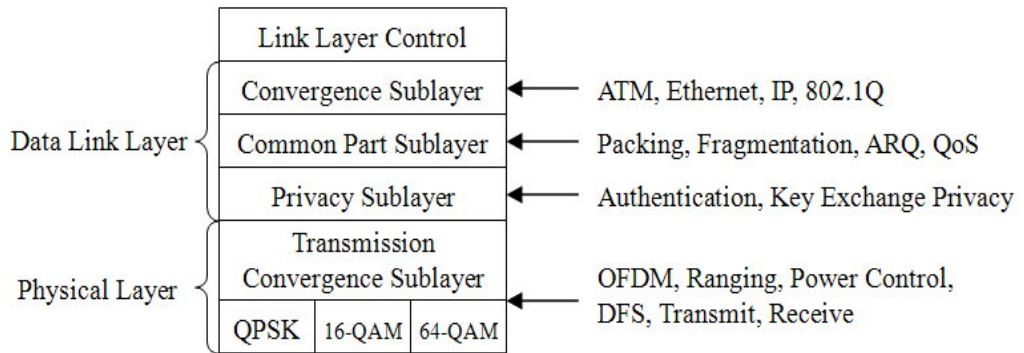 Link Layer Control
Convergence Sublayer
ATM, Ethernet, IP, 802.1Q
Data Link Layer
Common Part Sublayer
Packing, Fragmentation, ARQ, QoS
Privacy Sublayer
Authentication, Key Exchange Privacy
Transmission
Convergence Sublayer
Physical Layer
OFDM, Ranging, Power Control,
DFS, Transmit, Receive
QPSK
16-QAM
64-QAM